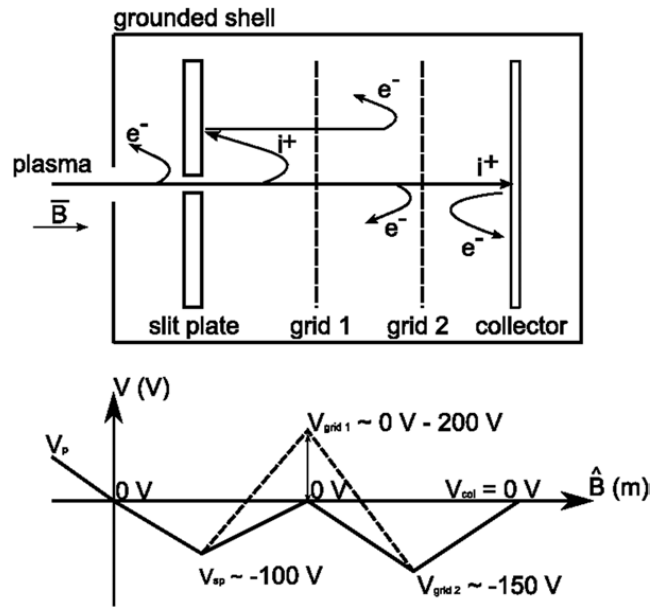 grounded shell
e⁻
e⁻
i⁺
plasma
i⁺
B̅
e⁻
e⁻
slit plate
grid 1
grid 2
collector
V (V)
Vₚ
V_grid 1 ~ 0 V - 200 V
0 V
0 V
V_col = 0 V
B̂ (m)
V_sp ~ -100 V
V_grid 2 ~ -150 V